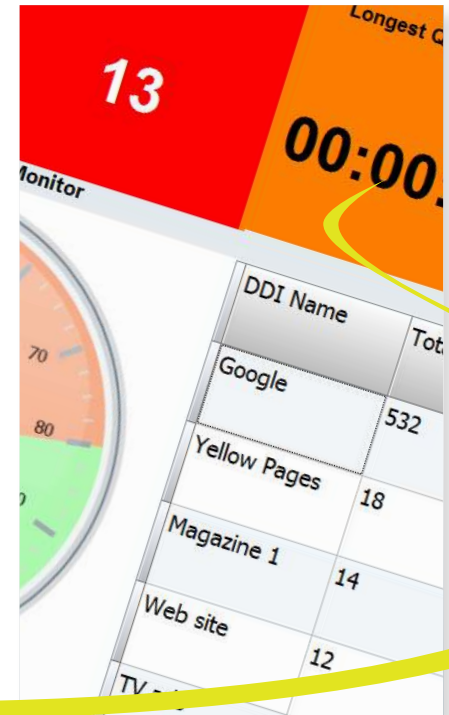 Longest
13
00:00
Monitor
DDI Name
70
Google
532
80
Yellow Pages
18
Magazine 1
14
Web site
12
TV